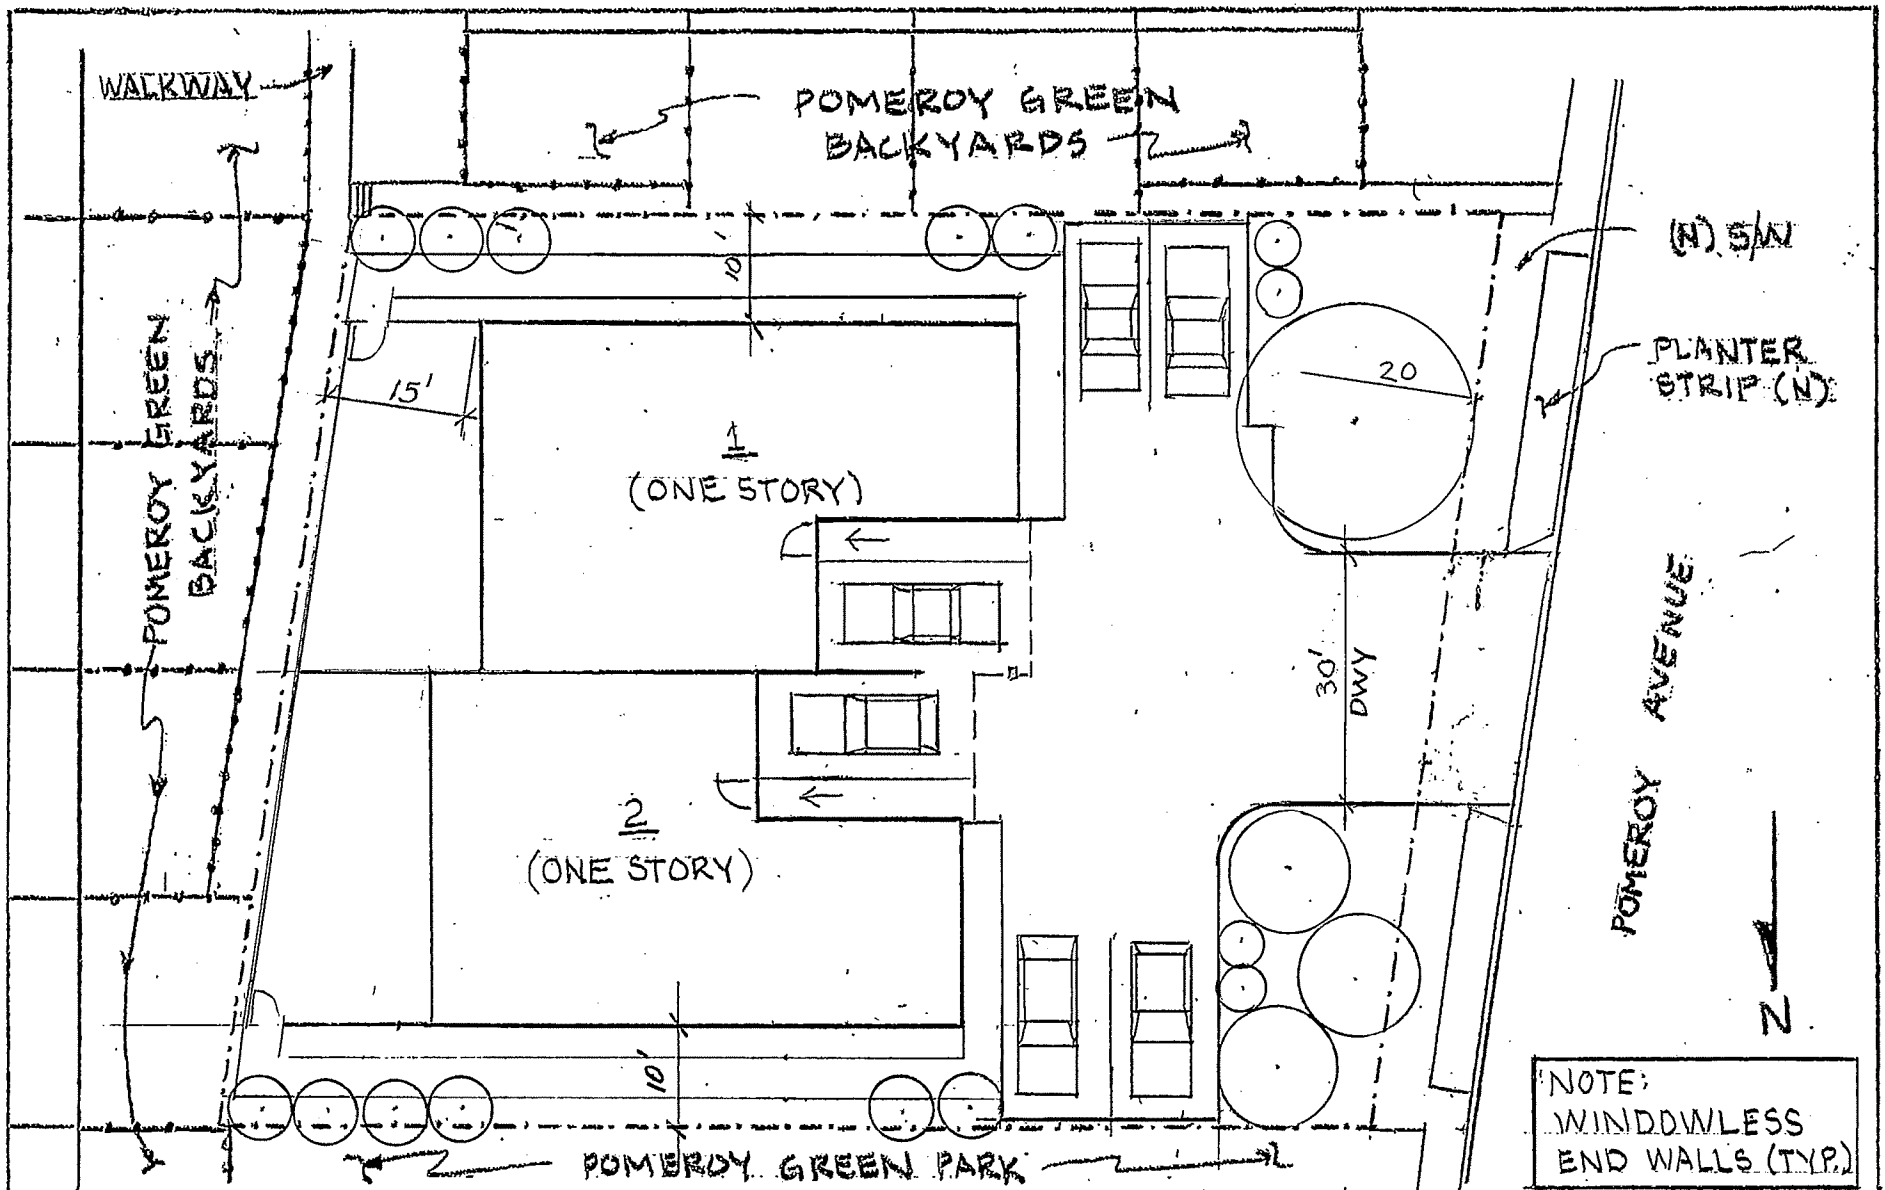 WALKWAY
POMEROY GREEN
BACKYARDS
(N) S/W
10'
POMEROY GREEN
BACKYARDS
15'
20
PLANTER
STRIP (N)
1
(ONE STORY)
30'
DWY
POMEROY AVENUE
2
(ONE STORY)
10'
N
NOTE:
WINDOWLESS
END WALLS (TYP.)
POMEROY GREEN PARK